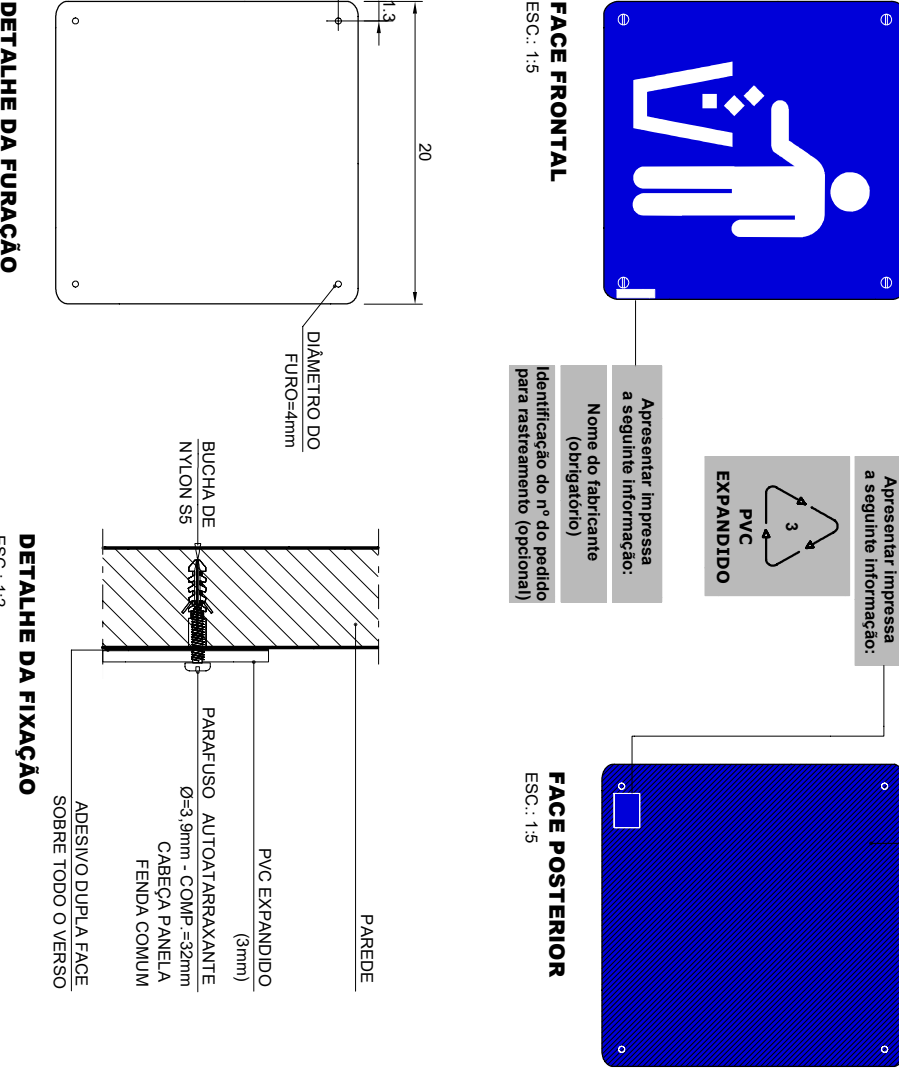 FACE FRONTAL
ESC.: 1:5
Apresentar impressa
a seguinte informação:
Nome do fabricante
(obrigatório)
Identificação do nº do pedido
para rastreamento (opcional)
Apresentar impressa
a seguinte informação:
3
PVC
EXPANDIDO
FACE POSTERIOR
ESC.: 1:5
1.3
20
DIÂMETRO DO
FURO=4mm
DETALHE DA FURAÇÃO
BUCHA DE
NYLON S5
PAREDE
PVC EXPANDIDO
(3mm)
PARAFUSO AUTOATARRAXANTE
Ø=3,9mm - COMP.=32mm
CABEÇA PANELA
FENDA COMUM
ADESIVO DUPLA FACE
SOBRE TODO O VERSO
DETALHE DA FIXAÇÃO